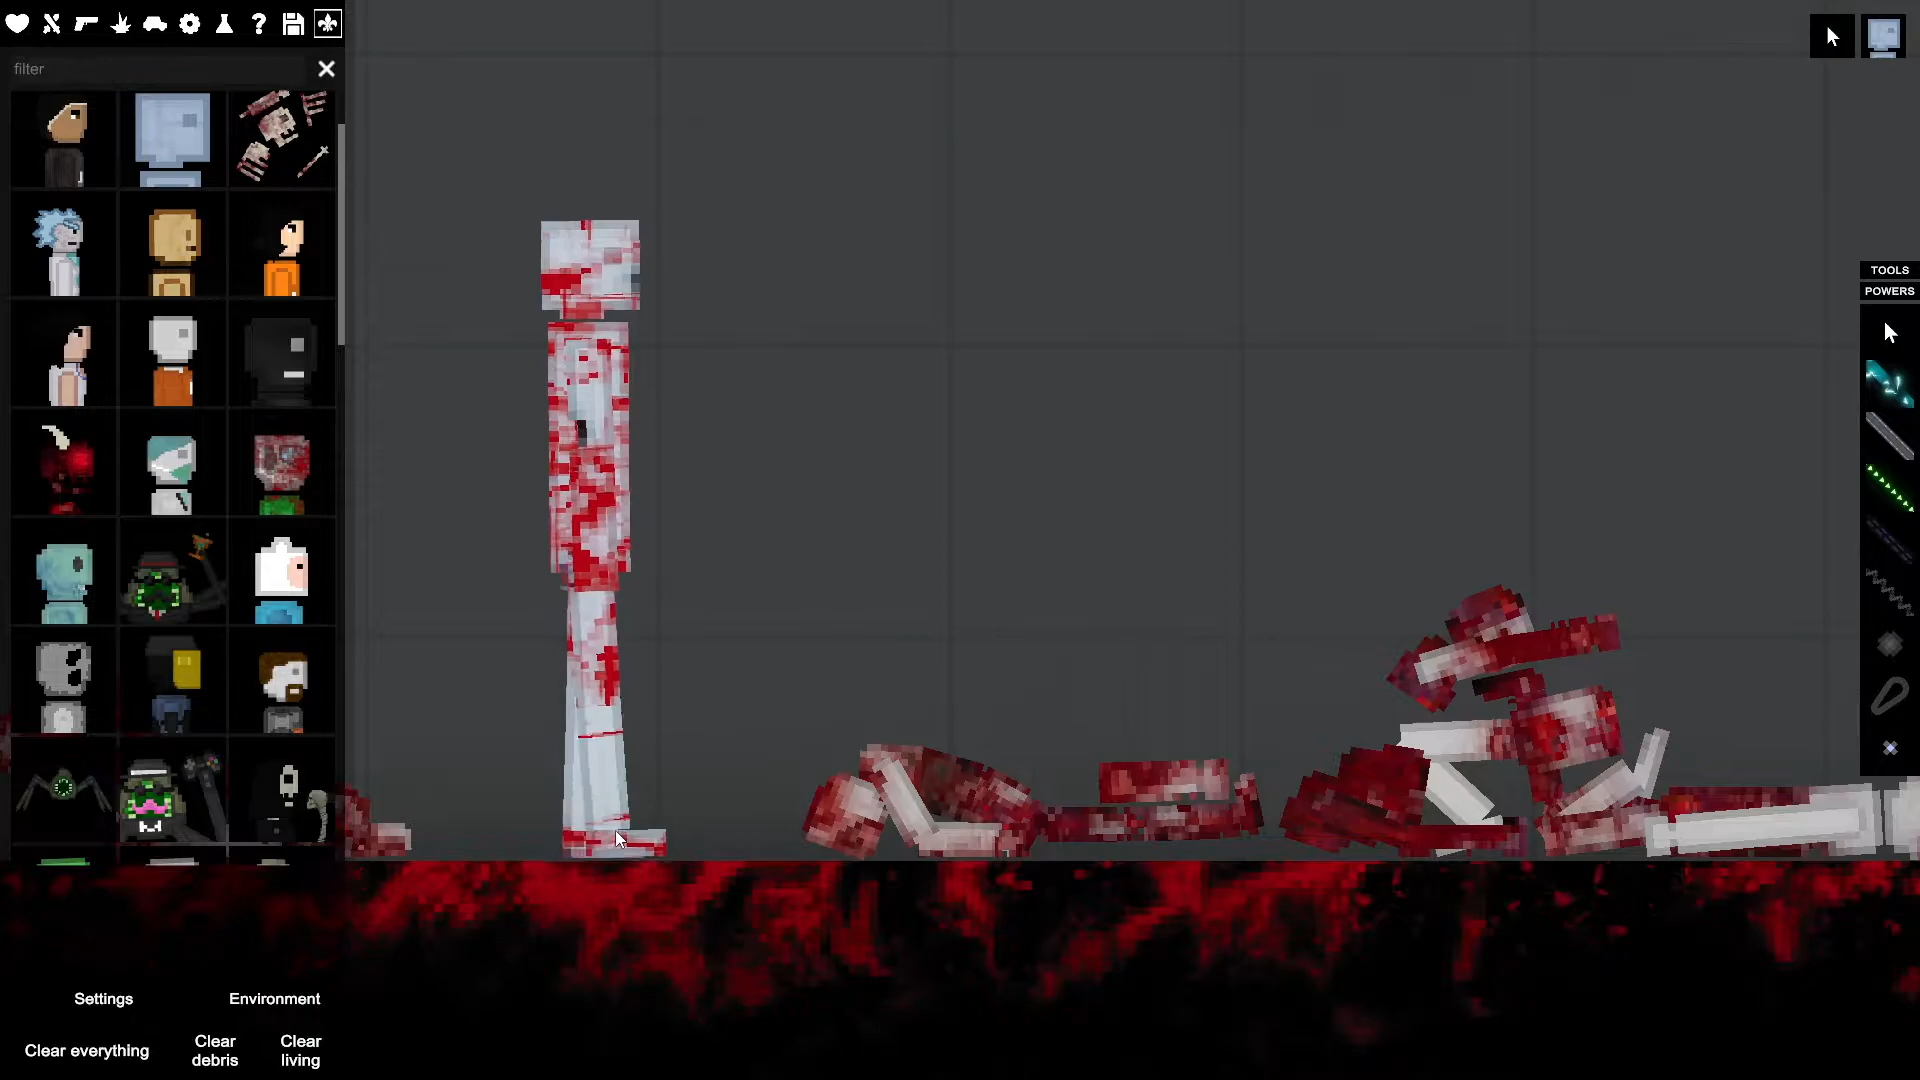 filter
TOOLS
POWERS
Settings
Environment
Clear everything
Clear
debris
Clear
living